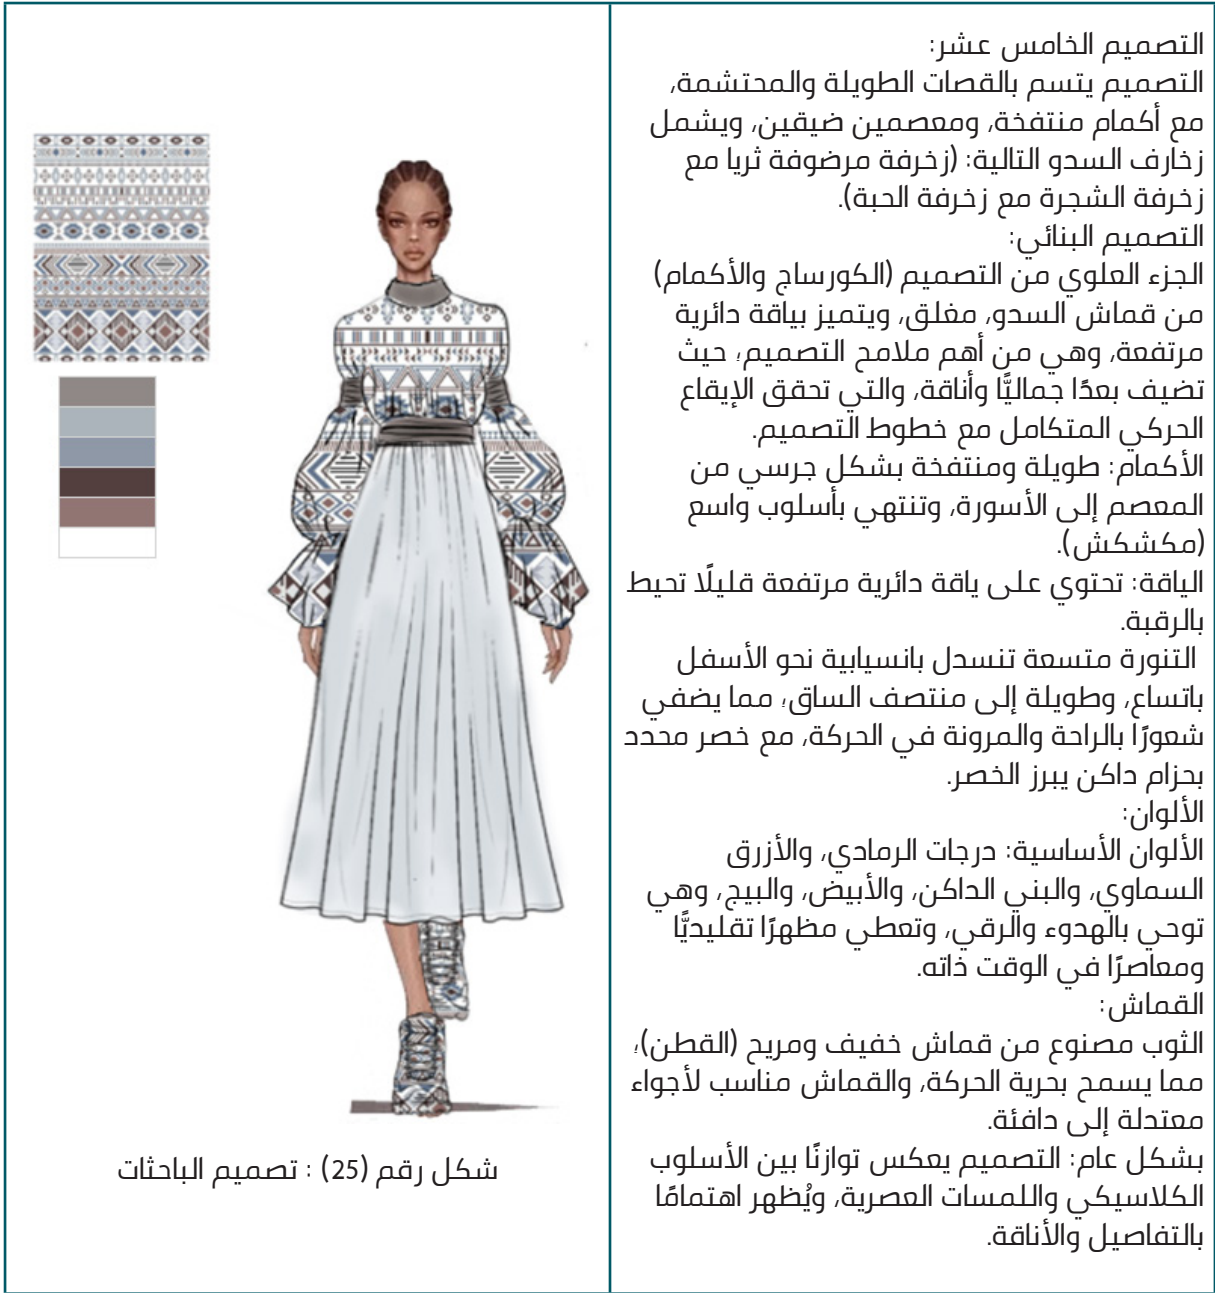 التصميم الخامس عشر:
التصميم يتسم بالقصات الطويلة والمحتشمة،
مع أكمام منتفخة، ومعصمين ضيقين، ويشمل
زخارف السدو التالية: (زخرفة مرضوفة ثريا مع
زخرفة الشجرة مع زخرفة الحبة).
التصميم البنائي:
الجزء العلوي من التصميم (الكورساج والأكمام)
من قماش السدو، مغلق، ويتميز بياقة دائرية
مرتفعة، وهي من أهم ملامح التصميم؛ حيث
تضيف بعدًا جماليًّا وأناقة، والتي تحقق الإيقاع
الحركي المتكامل مع خطوط التصميم.
الأكمام: طويلة ومنتفخة بشكل جرسي من
المعصم إلى الأسورة، وتنتهي بأسلوب واسع
(مكشكش).
الياقة: تحتوي على ياقة دائرية مرتفعة قليلًا تحيط
بالرقبة.
التنورة متسعة تنسدل بانسيابية نحو الأسفل
باتساع، وطويلة إلى منتصف الساق؛ مما يضفي
شعورًا بالراحة والمرونة في الحركة، مع خصر محدد
بحزام داكن يبرز الخصر.
الألوان:
الألوان الأساسية: درجات الرمادي، والأزرق
السماوي، والبني الداكن، والأبيض، والبيج، وهي
توحي بالهدوء والرقي، وتعطي مظهرًا تقليديًّا
ومعاصرًا في الوقت ذاته.
القماش:
الثوب مصنوع من قماش خفيف ومريح (القطن)؛
مما يسمح بحرية الحركة، والقماش مناسب لأجواء
معتدلة إلى دافئة.
بشكل عام: التصميم يعكس توازنًا بين الأسلوب
الكلاسيكي واللمسات العصرية، ويُظهر اهتمامًا
بالتفاصيل والأناقة.
شكل رقم (25) : تصميم الباحثات